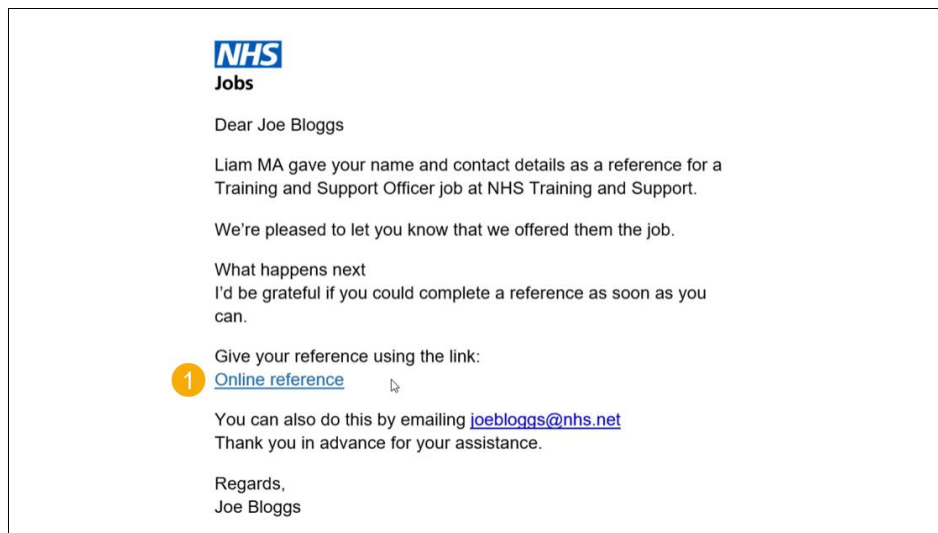 NHS
Jobs
Dear Joe Bloggs
Liam MA gave your name and contact details as a reference for a
Training and Support Officer job at NHS Training and Support.
We're pleased to let you know that we offered them the job.
What happens next
I'd be grateful if you could complete a reference as soon as you
can.
Give your reference using the link:
1 Online reference
You can also do this by emailing joebloggs@nhs.net
Thank you in advance for your assistance.
Regards,
Joe Bloggs